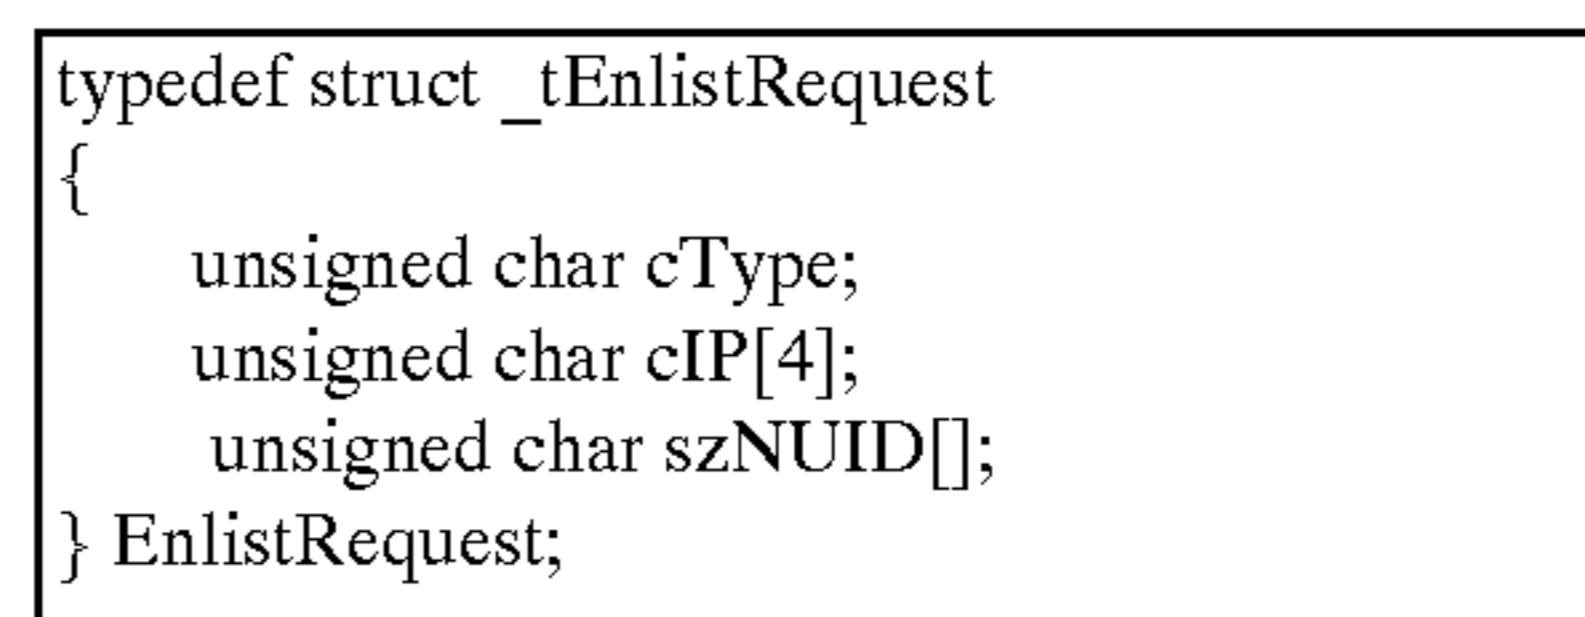 typedef struct _tEnlistRequest
{
unsigned char cType;
unsigned char cIP[4];
unsigned char szNUID[];
} EnlistRequest;